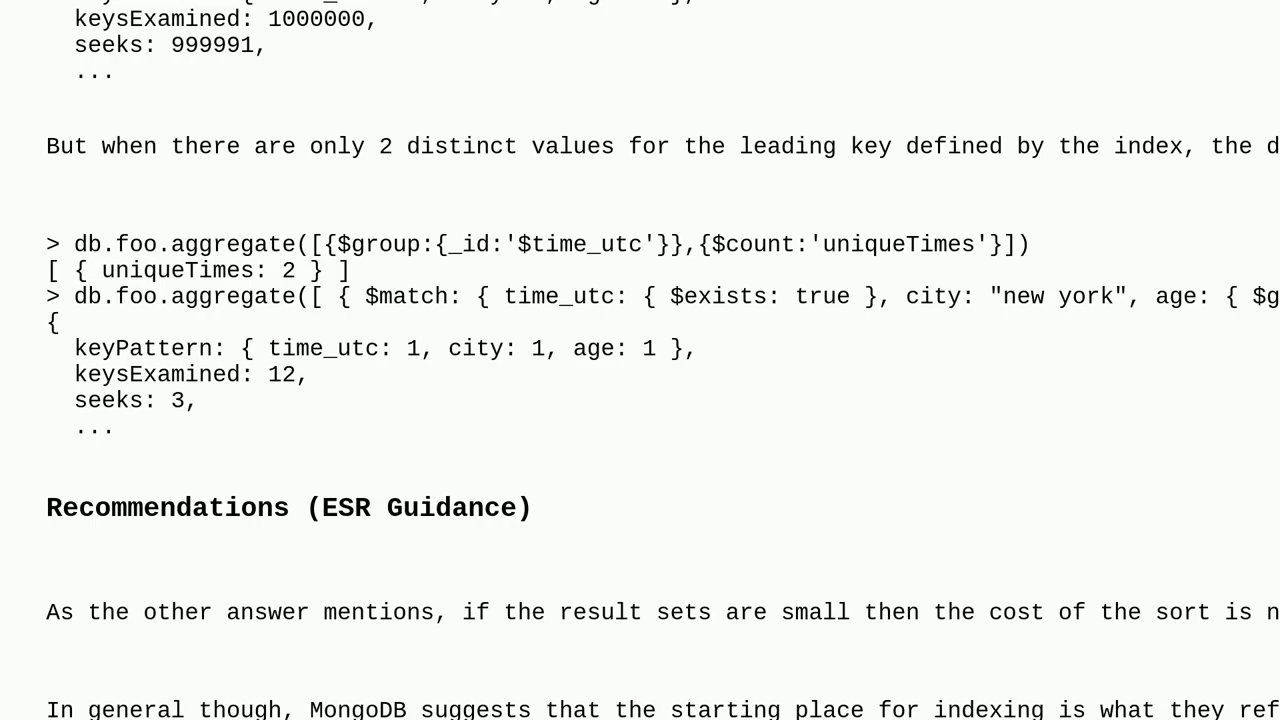 keysExamined: 1000000,
seeks: 999991,
...
But when there are only 2 distinct values for the leading key defined by the index, the
> db.foo.aggregate([{$group:{_id:'$time_utc'}},{$count:'uniqueTimes'}])
[ { uniqueTimes: 2 } ]
> db.foo.aggregate([ { $match: { time_utc: { $exists: true }, city: "new york", age: { $g
{
keyPattern: { time_utc: 1, city: 1, age: 1 },
keysExamined: 12,
seeks: 3,
...
Recommendations (ESR Guidance)
As the other answer mentions, if the result sets are small then the cost of the sort is
In general though, MongoDB suggests that the starting place for indexing is what they ref